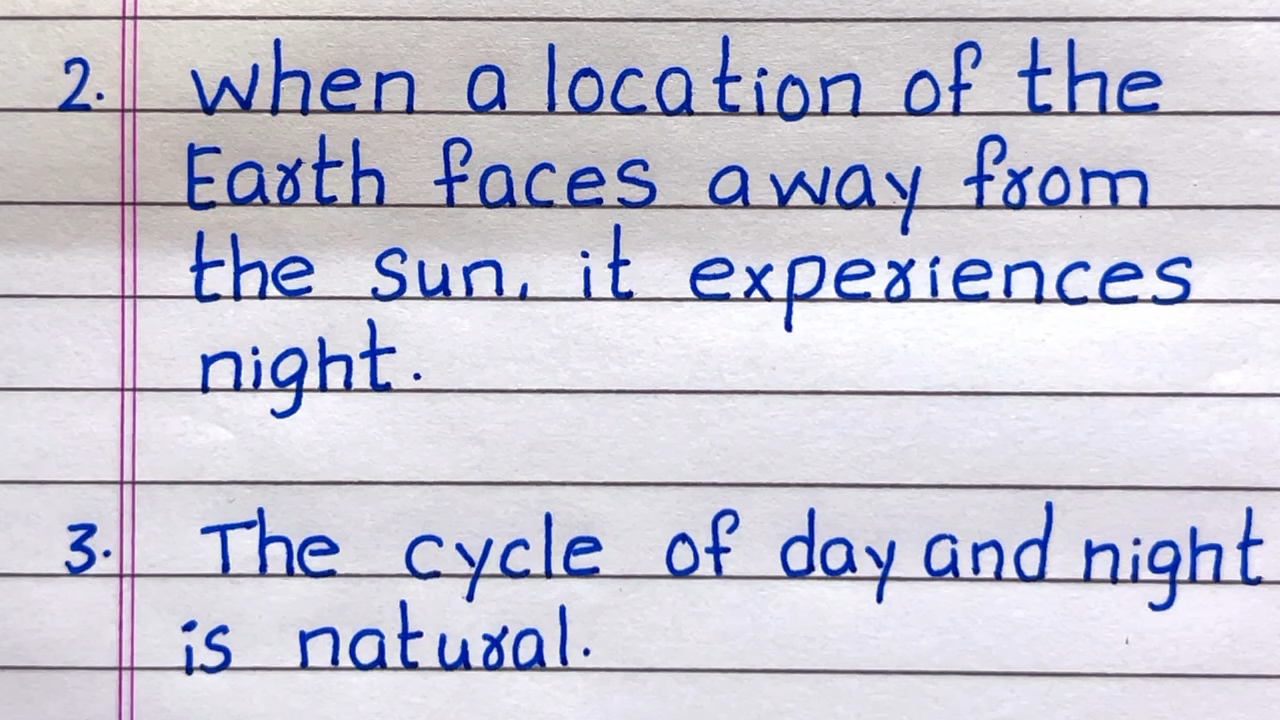 2. when a location of the
Earth faces away from
the sun, it experiences
night.
3. The cycle of day and night
is natural.